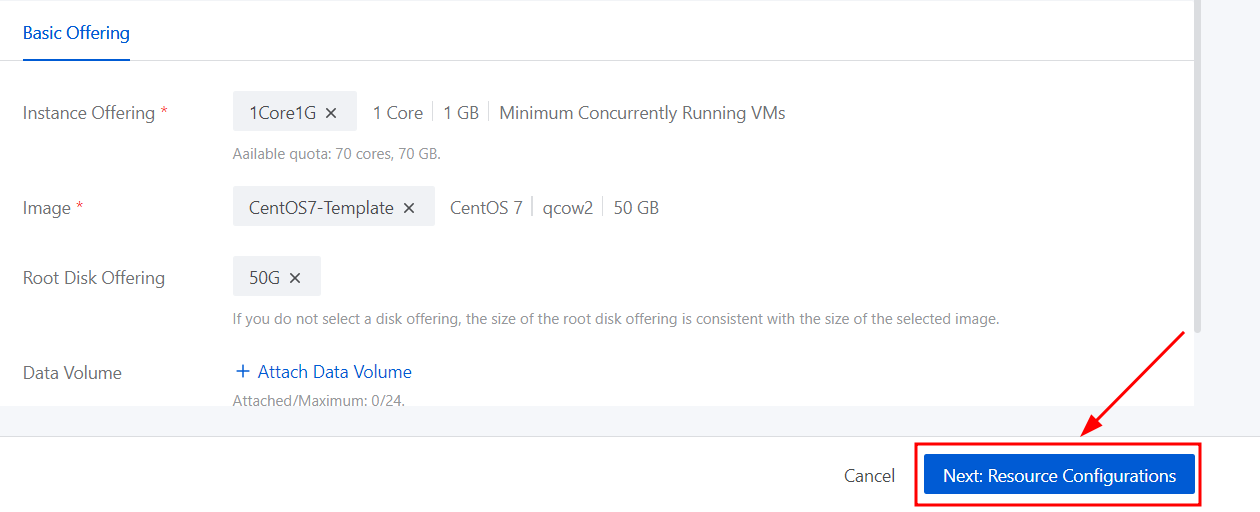 Basic Offering
Instance Offering * 1Core1G × 1 Core 1 GB Minimum Concurrently Running VMs
Aailable quota: 70 cores, 70 GB.
Image * CentOS7-Template × CentOS 7 qcow2 50 GB
Root Disk Offering 50G ×
If you do not select a disk offering, the size of the root disk offering is consistent with the size of the selected image.
Data Volume + Attach Data Volume
Attached/Maximum: 0/24.
Cancel Next: Resource Configurations